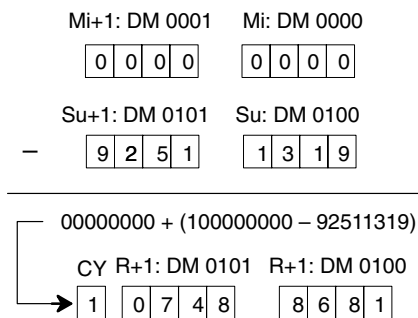 Mi+1: DM 0001 Mi: DM 0000
0 0 0 0 0 0 0 0
Su+1: DM 0101 Su: DM 0100
– 9 2 5 1 1 3 1 9
00000000 + (100000000 – 92511319)
CY R+1: DM 0101 R+1: DM 0100
1 0 7 4 8 8 6 8 1